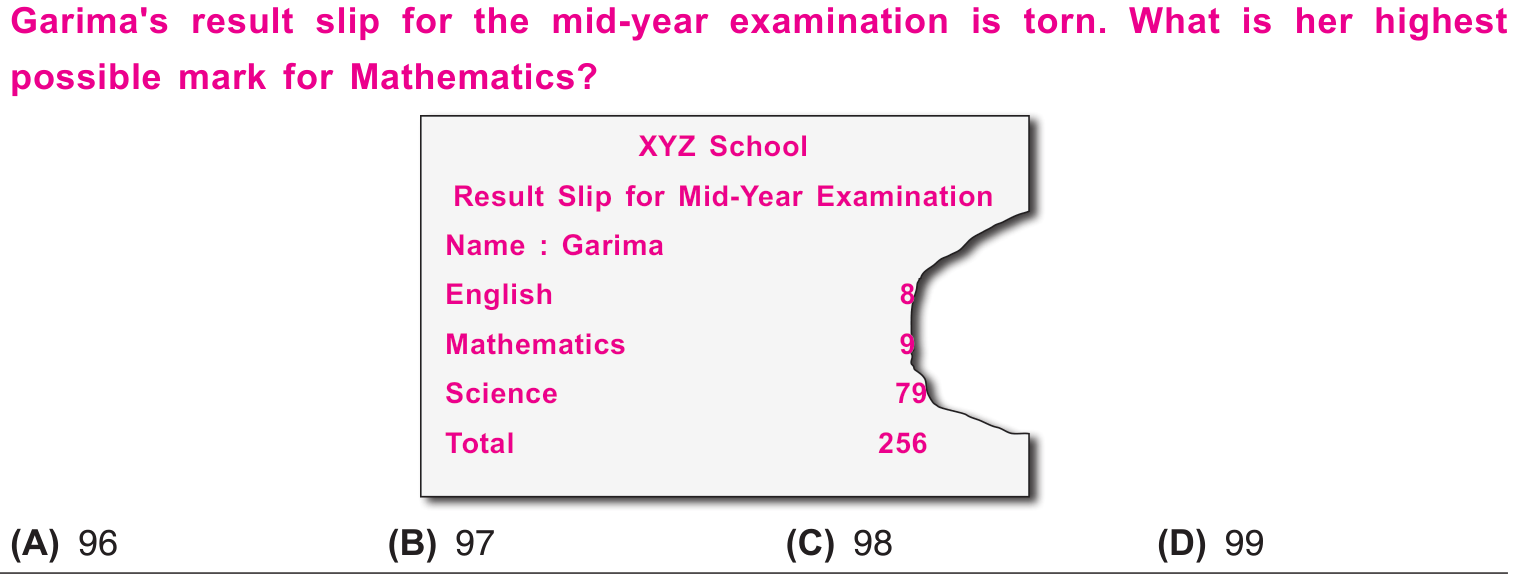 Garima's result slip for the mid-year examination is torn. What is her highest
possible mark for Mathematics?
XYZ School
Result Slip for Mid-Year Examination
Name : Garima
English 8
Mathematics 9
Science 79
Total 256
(A) 96 (B) 97 (C) 98 (D) 99